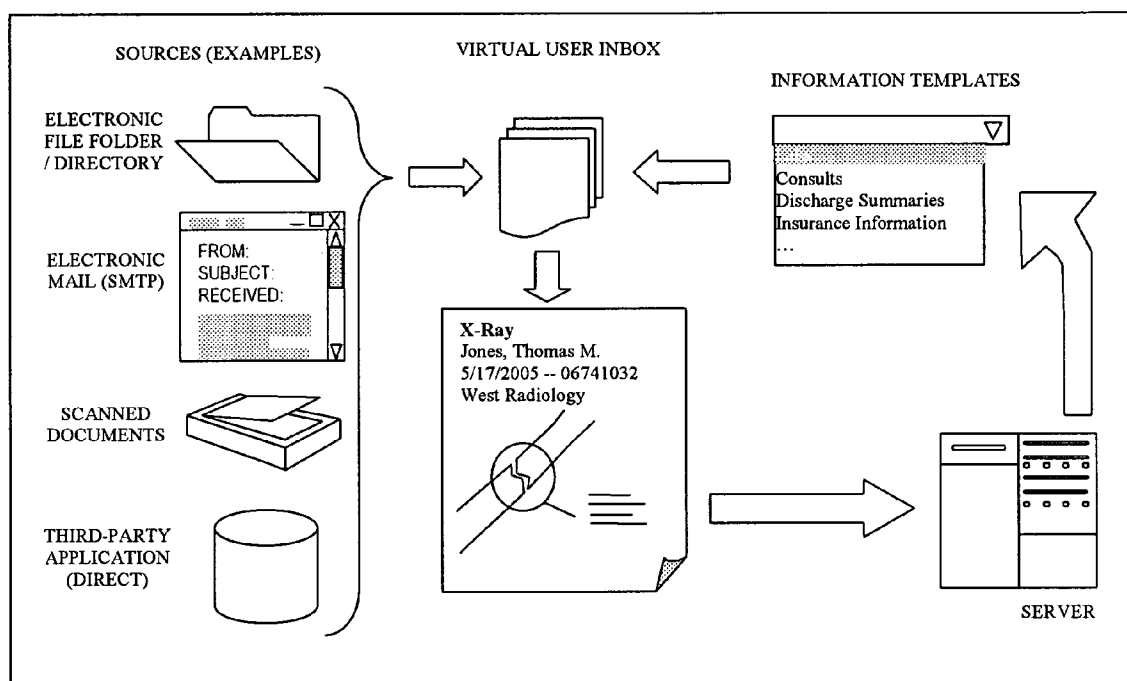 SOURCES (EXAMPLES)
VIRTUAL USER INBOX
INFORMATION TEMPLATES
ELECTRONIC
FILE FOLDER
/ DIRECTORY
Consults
Discharge Summaries
Insurance Information
...
ELECTRONIC
MAIL (SMTP)
X
FROM:
SUBJECT:
RECEIVED:
X-Ray
Jones, Thomas M.
5/17/2005 -- 06741032
West Radiology
SCANNED
DOCUMENTS
THIRD-PARTY
APPLICATION
(DIRECT)
SERVER